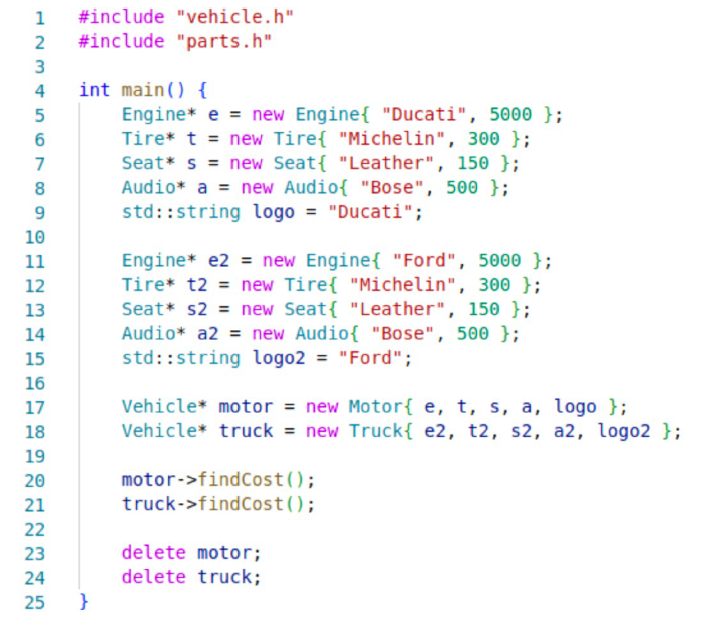 1 #include "vehicle.h"
2 #include "parts.h"
3
4 int main() {
5 Engine* e = new Engine{ "Ducati", 5000 };
6 Tire* t = new Tire{ "Michelin", 300 };
7 Seat* s = new Seat{ "Leather", 150 };
8 Audio* a = new Audio{ "Bose", 500 };
9 std::string logo = "Ducati";
10
11 Engine* e2 = new Engine{ "Ford", 5000 };
12 Tire* t2 = new Tire{ "Michelin", 300 };
13 Seat* s2 = new Seat{ "Leather", 150 };
14 Audio* a2 = new Audio{ "Bose", 500 };
15 std::string logo2 = "Ford";
16
17 Vehicle* motor = new Motor{ e, t, s, a, logo };
18 Vehicle* truck = new Truck{ e2, t2, s2, a2, logo2 };
19
20 motor->findCost();
21 truck->findCost();
22
23 delete motor;
24 delete truck;
25 }